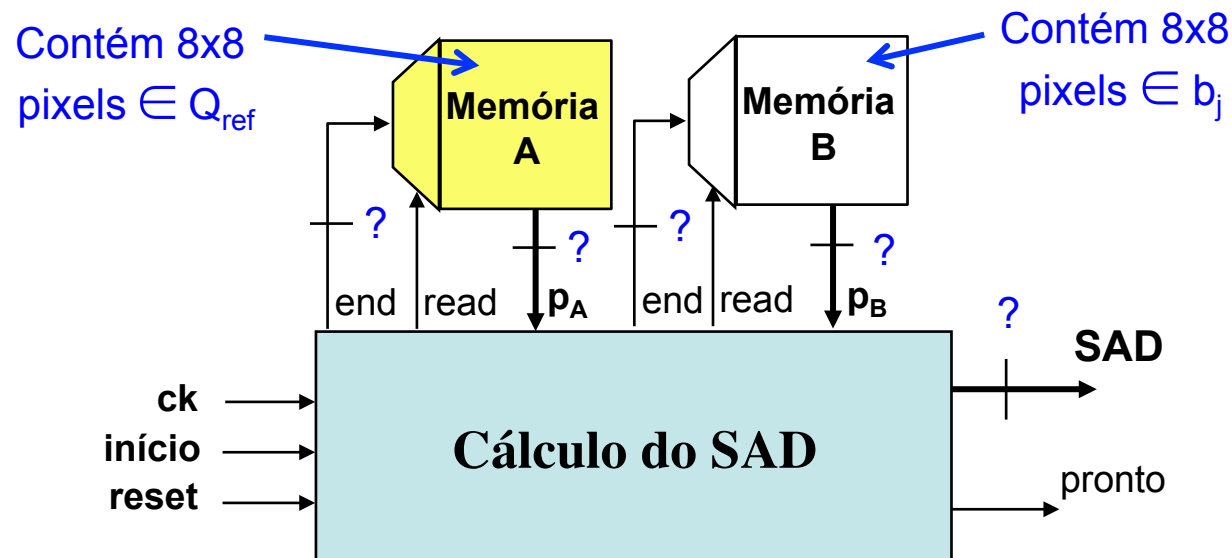 Contém 8x8
pixels ∈ Q_ref
Contém 8x8
pixels ∈ b_j
Memória
A
Memória
B
?
?
?
?
end
read
p_A
end
read
p_B
?
SAD
ck
início
reset
Cálculo do SAD
pronto